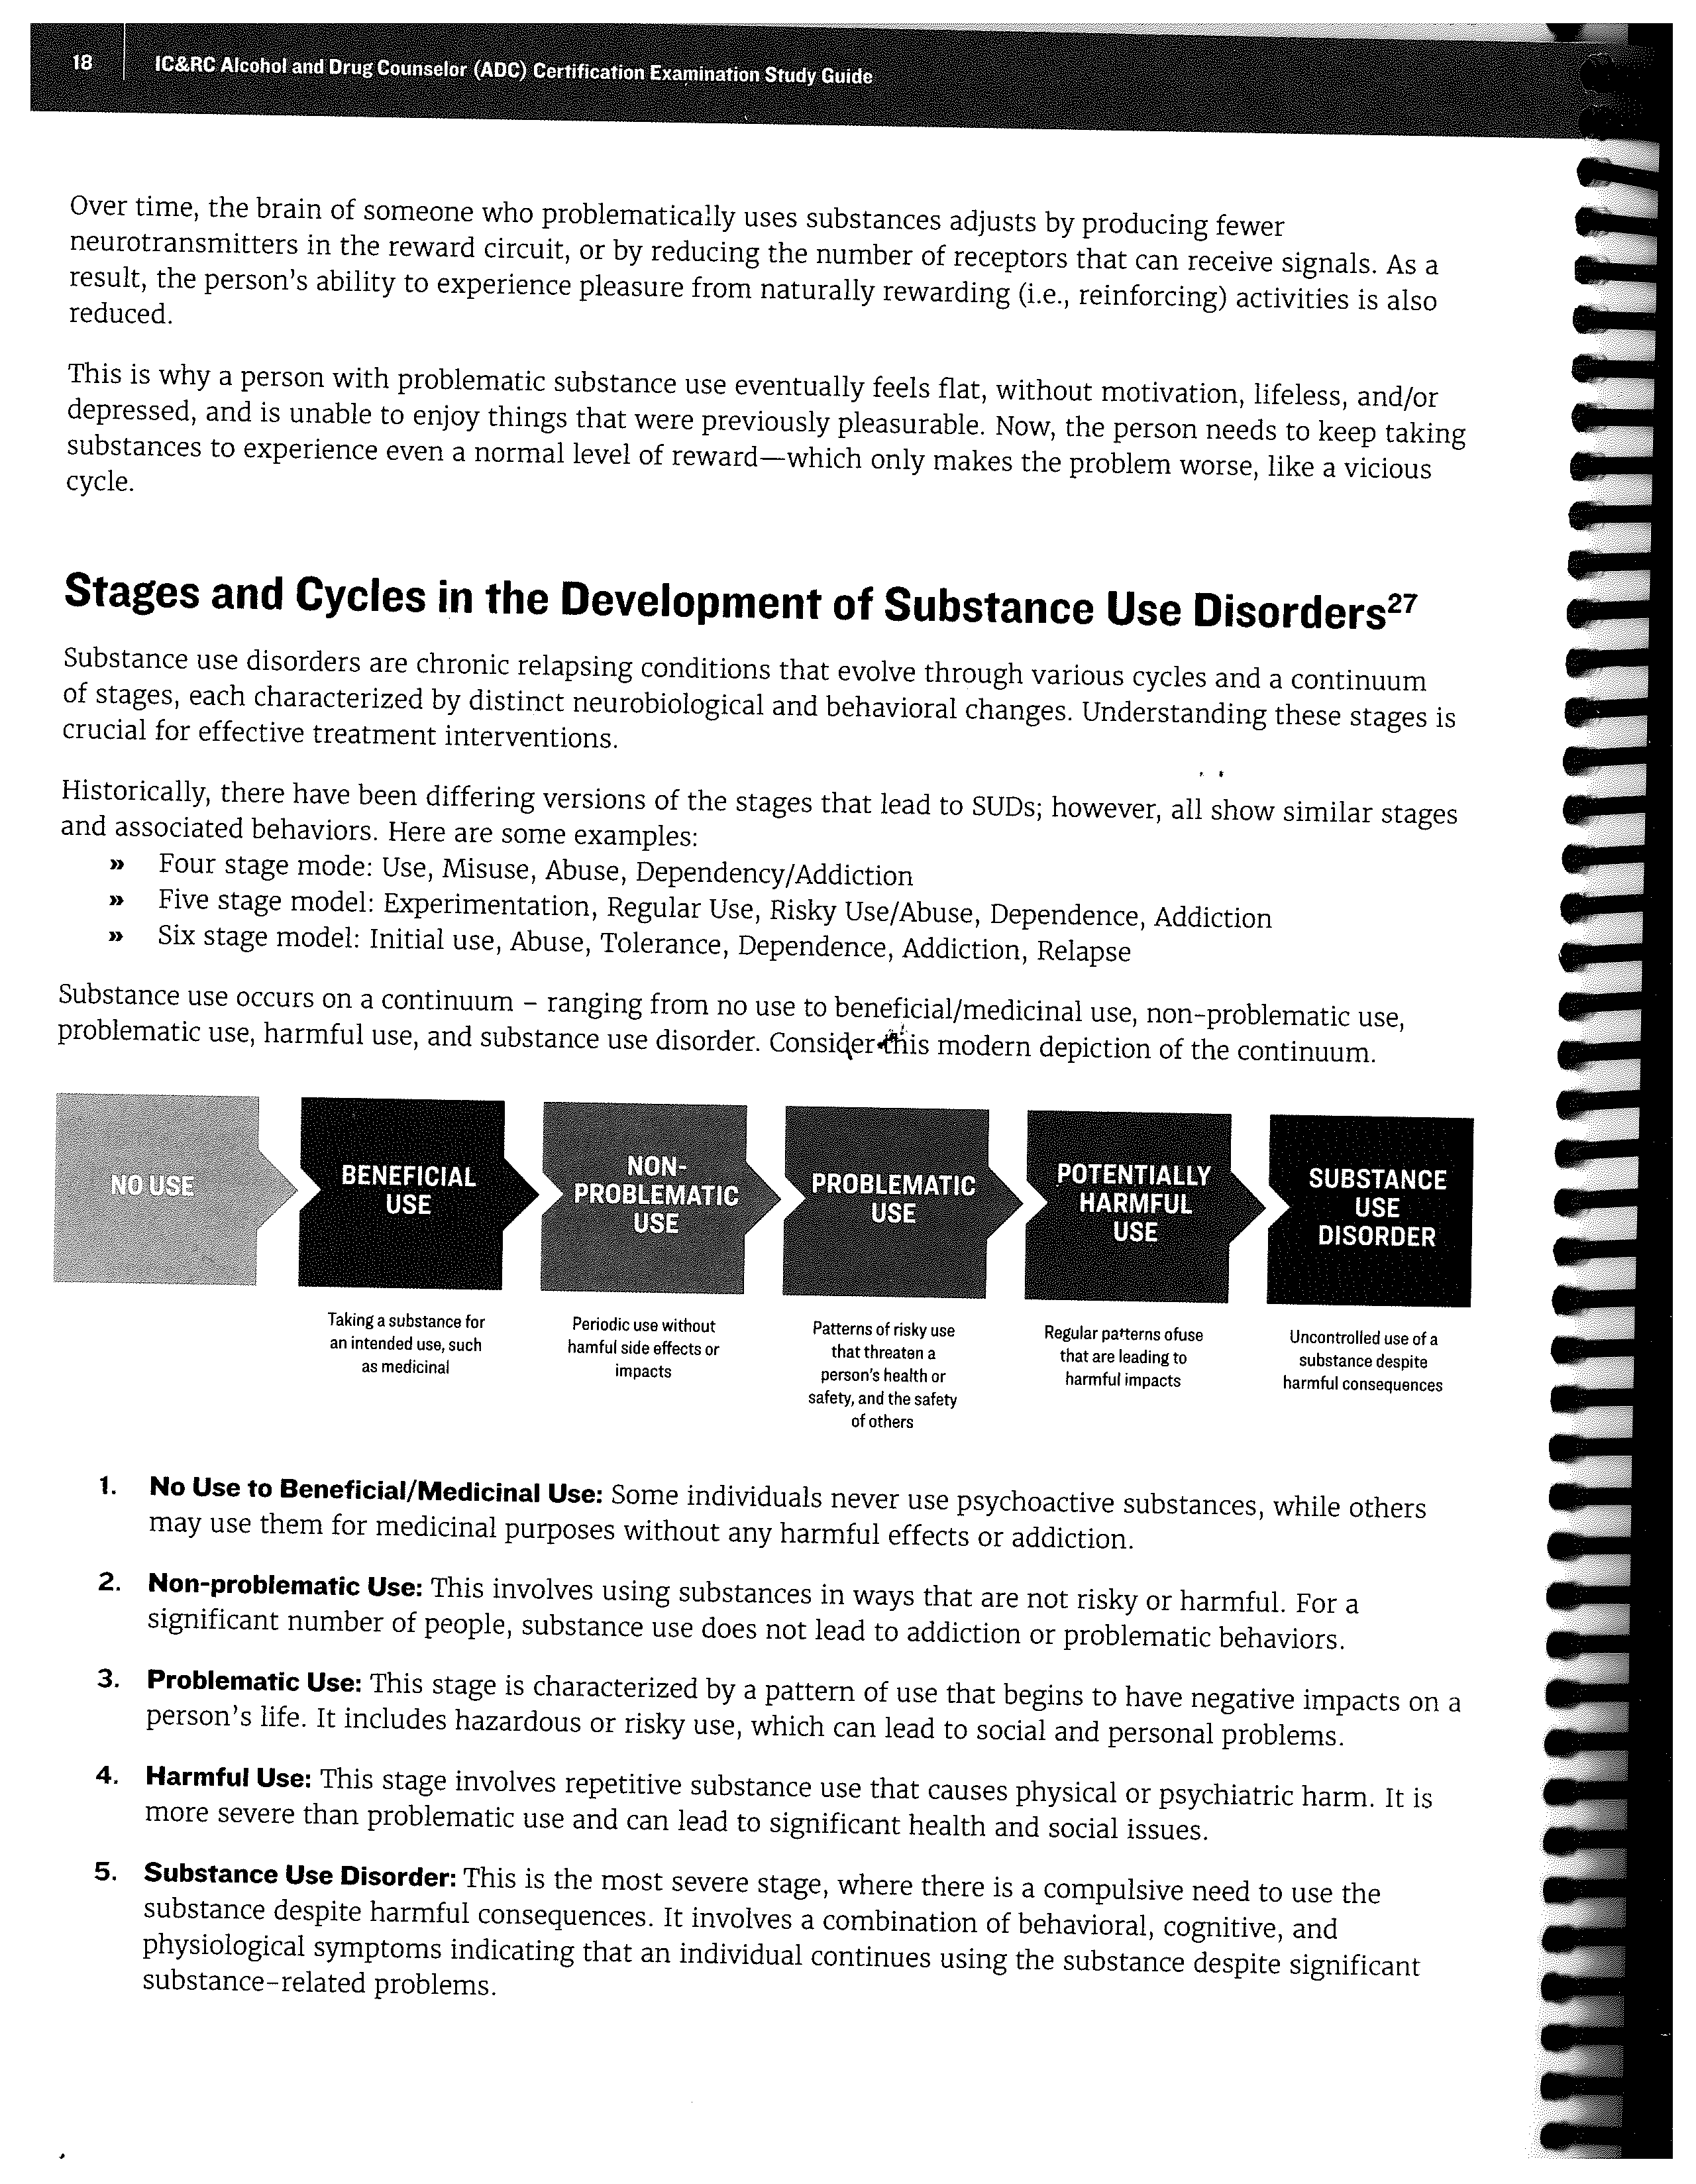 18
IC&RC Alcohol and Drug Counselor (ADC) Certification Examination Study Guide
Over time, the brain of someone who problematically uses substances adjusts by producing fewer
neurotransmitters in the reward circuit, or by reducing the number of receptors that can receive signals. As a
result, the person's ability to experience pleasure from naturally rewarding (i.e., reinforcing) activities is also
reduced.
This is why a person with problematic substance use eventually feels flat, without motivation, lifeless, and/or
depressed, and is unable to enjoy things that were previously pleasurable. Now, the person needs to keep taking
substances to experience even a normal level of reward—which only makes the problem worse, like a vicious
cycle.
Stages and Cycles in the Development of Substance Use Disorders27
Substance use disorders are chronic relapsing conditions that evolve through various cycles and a continuum
of stages, each characterized by distinct neurobiological and behavioral changes. Understanding these stages is
crucial for effective treatment interventions.
Historically, there have been differing versions of the stages that lead to SUDs; however, all show similar stages
and associated behaviors. Here are some examples:
» Four stage mode: Use, Misuse, Abuse, Dependency/Addiction
» Five stage model: Experimentation, Regular Use, Risky Use/Abuse, Dependence, Addiction
» Six stage model: Initial use, Abuse, Tolerance, Dependence, Addiction, Relapse
Substance use occurs on a continuum – ranging from no use to beneficial/medicinal use, non-problematic use,
problematic use, harmful use, and substance use disorder. Consider this modern depiction of the continuum.
NO USE
BENEFICIAL
USE
Taking a substance for
an intended use, such
as medicinal
NON-
PROBLEMATIC
USE
Periodic use without
hamful side effects or
impacts
PROBLEMATIC
USE
Patterns of risky use
that threaten a
person's health or
safety, and the safety
of others
POTENTIALLY
HARMFUL
USE
Regular patterns ofuse
that are leading to
harmful impacts
SUBSTANCE
USE
DISORDER
Uncontrolled use of a
substance despite
harmful consequences
1. No Use to Beneficial/Medicinal Use: Some individuals never use psychoactive substances, while others
may use them for medicinal purposes without any harmful effects or addiction.
2. Non-problematic Use: This involves using substances in ways that are not risky or harmful. For a
significant number of people, substance use does not lead to addiction or problematic behaviors.
3. Problematic Use: This stage is characterized by a pattern of use that begins to have negative impacts on a
person's life. It includes hazardous or risky use, which can lead to social and personal problems.
4. Harmful Use: This stage involves repetitive substance use that causes physical or psychiatric harm. It is
more severe than problematic use and can lead to significant health and social issues.
5. Substance Use Disorder: This is the most severe stage, where there is a compulsive need to use the
substance despite harmful consequences. It involves a combination of behavioral, cognitive, and
physiological symptoms indicating that an individual continues using the substance despite significant
substance-related problems.